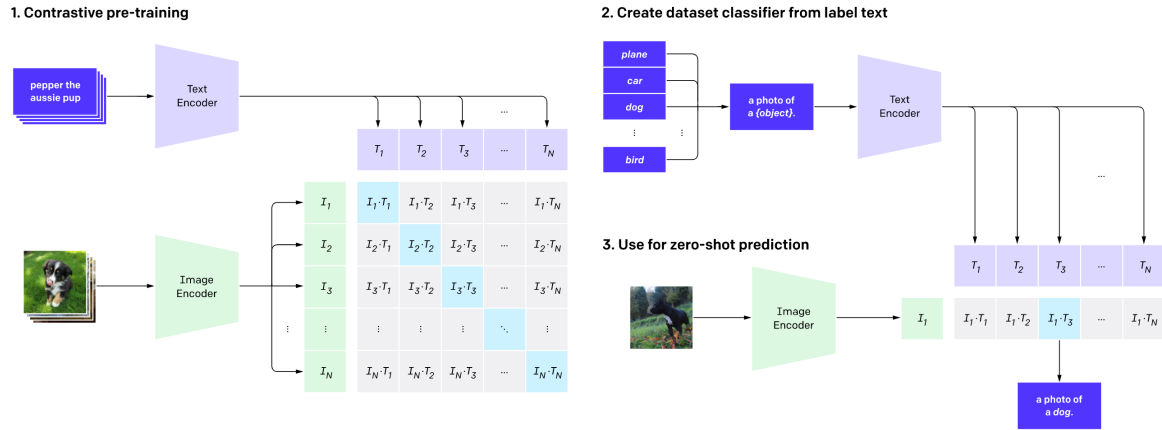 1. Contrastive pre-training
pepper the
aussie pup
Text
Encoder
...
T1 T2 T3 ... TN
Image
Encoder
I1 I1·T1 I1·T2 I1·T3 ... I1·TN
I2 I2·T1 I2·T2 I2·T3 ... I2·TN
I3 I3·T1 I3·T2 I3·T3 ... I3·TN
⋮ ⋮ ⋮ ⋮ ⋱ ⋮
IN IN·T1 IN·T2 IN·T3 ... IN·TN
2. Create dataset classifier from label text
plane
car
dog
⋮ ⋮
bird
a photo of
a {object}.
Text
Encoder
...
3. Use for zero-shot prediction
T1 T2 T3 ... TN
Image
Encoder
I1 I1·T1 I1·T2 I1·T3 ... I1·TN
a photo of
a dog.